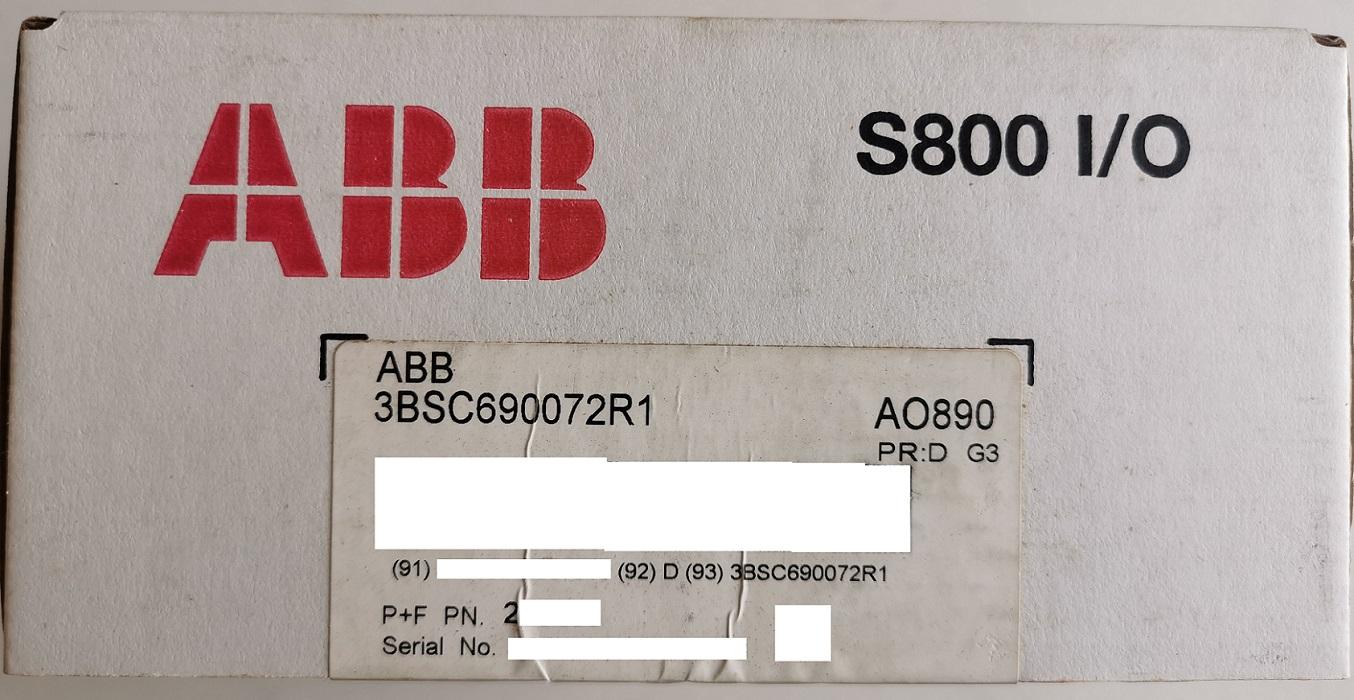 ABB
S800 I/O
ABB
3BSC690072R1
AO890
PR:D G3
(91) (92) D (93) 3BSC690072R1
P+F PN. 2
Serial No.